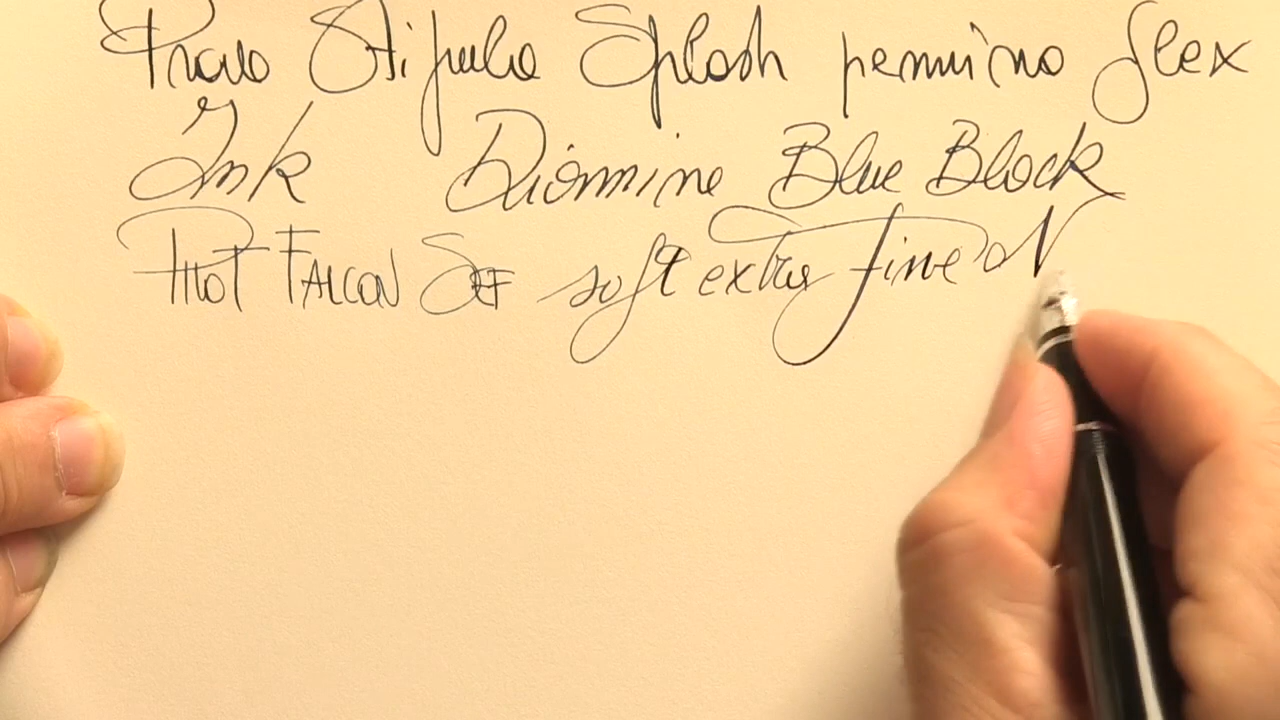 Prova Stipula Splash pennino flex
Ink Diamine Blue Black
Pilot FALCON SEF soft extra fine